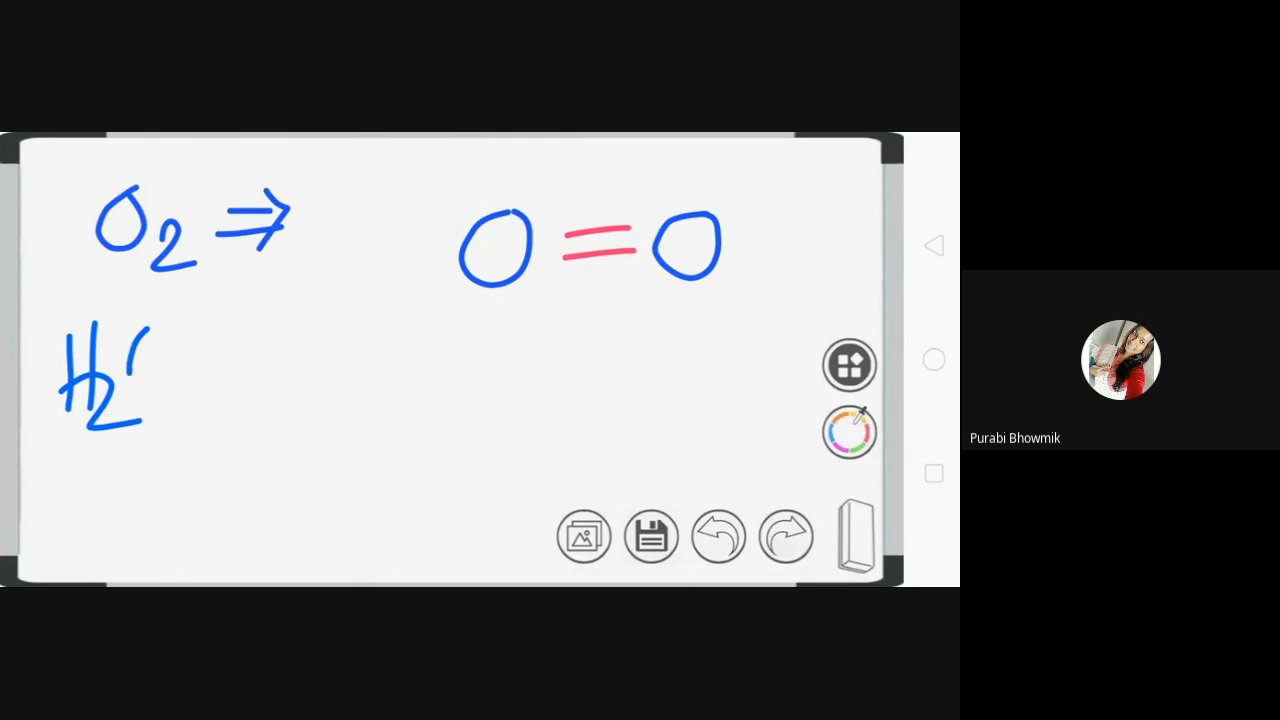 O₂ ⇒ O = O
H₂
Purabi Bhowmik